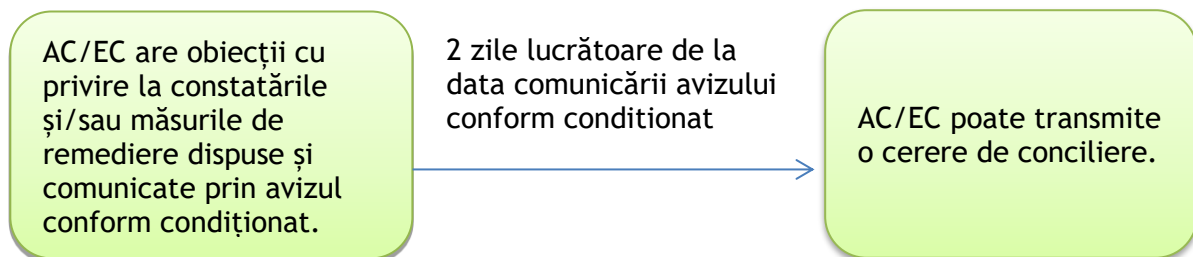 AC/EC are obiecții cu
privire la constatările
și/sau măsurile de
remediere dispuse și
comunicate prin avizul
conform condiționat.
2 zile lucrătoare de la
data comunicării avizului
conform conditionat
AC/EC poate transmite
o cerere de conciliere.